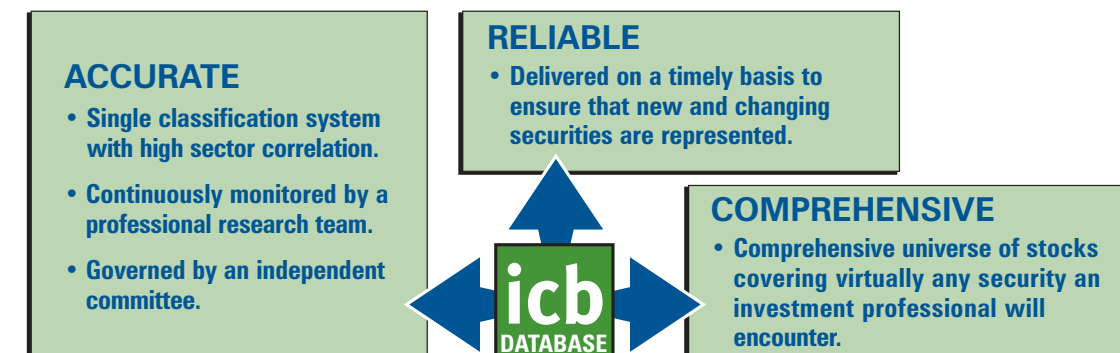 ACCURATE
• Single classification system
with high sector correlation.
• Continuously monitored by a
professional research team.
• Governed by an independent
committee.
RELIABLE
• Delivered on a timely basis to
ensure that new and changing
securities are represented.
COMPREHENSIVE
• Comprehensive universe of stocks
covering virtually any security an
investment professional will
encounter.
icb
DATABASE